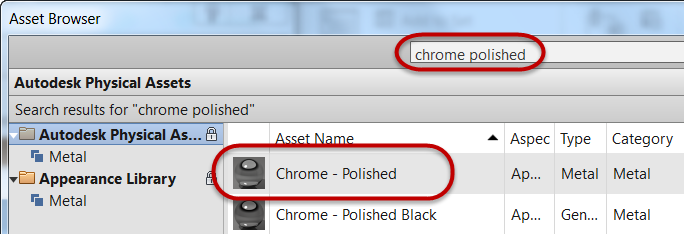 Asset Browser
chrome polished
Autodesk Physical Assets
Search results for "chrome polished"
Autodesk Physical As...
Metal
Appearance Library
Metal
Asset Name Aspec Type Category
Chrome - Polished Ap... Metal Metal
Chrome - Polished Black Ap... Gen... Metal